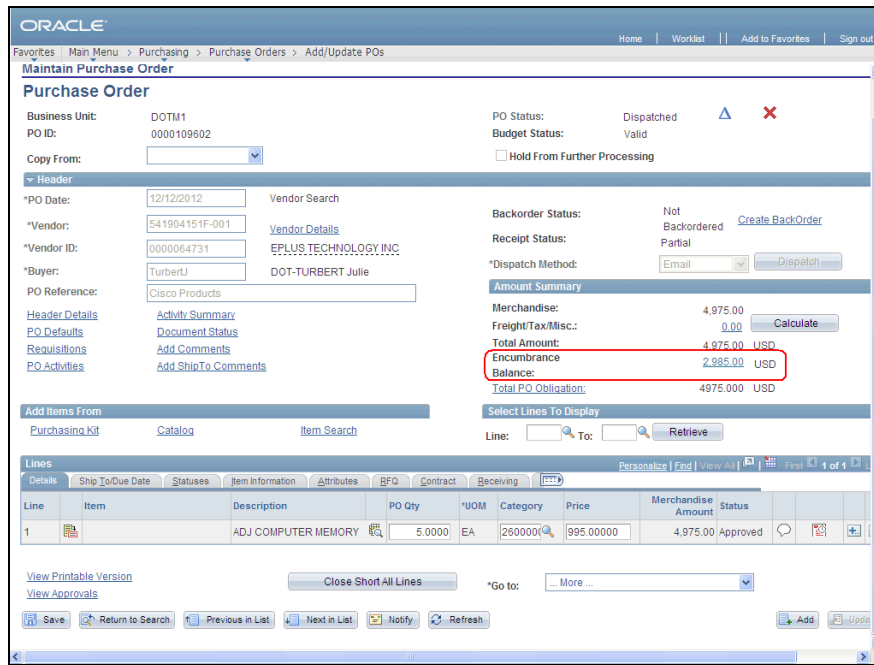 ORACLE
Home | Worklist | | Add to Favorites | Sign out
Favorites Main Menu > Purchasing > Purchase Orders > Add/Update POs
Maintain Purchase Order
Purchase Order
Business Unit: DOTM1 PO Status: Dispatched
PO ID: 0000109602 Budget Status: Valid
Copy From: Hold From Further Processing
Header
*PO Date: 12/12/2012 Vendor Search
Backorder Status: Not Backordered Create BackOrder
*Vendor: 541904151F-001 Vendor Details
Receipt Status: Partial
*Vendor ID: 0000064731 EPLUS TECHNOLOGY INC
*Dispatch Method: Email Dispatch
*Buyer: TurbertJ DOT-TURBERT Julie
PO Reference: Cisco Products
Amount Summary
Header Details Activity Summary
PO Defaults Document Status
Requisitions Add Comments
PO Activities Add ShipTo Comments
Merchandise: 4,975.00
Freight/Tax/Misc.: 0.00 Calculate
Total Amount: 4,975.00 USD
Encumbrance Balance: 2,985.00 USD
Total PO Obligation: 4975.000 USD
Add Items From
Purchasing Kit Catalog Item Search
Select Lines To Display
Line: To: Retrieve
Lines
Personalize | Find | View All | First 1 of 1
Details Ship To/Due Date Statuses Item Information Attributes RFQ Contract Receiving
Line Item Description PO Qty *UOM Category Price Merchandise Amount Status
1 ADJ COMPUTER MEMORY 5.0000 EA 995.00000 4,975.00 Approved
View Printable Version
View Approvals
Close Short All Lines
*Go to: ... More ...
Save Return to Search Previous in List Next in List Notify Refresh Add